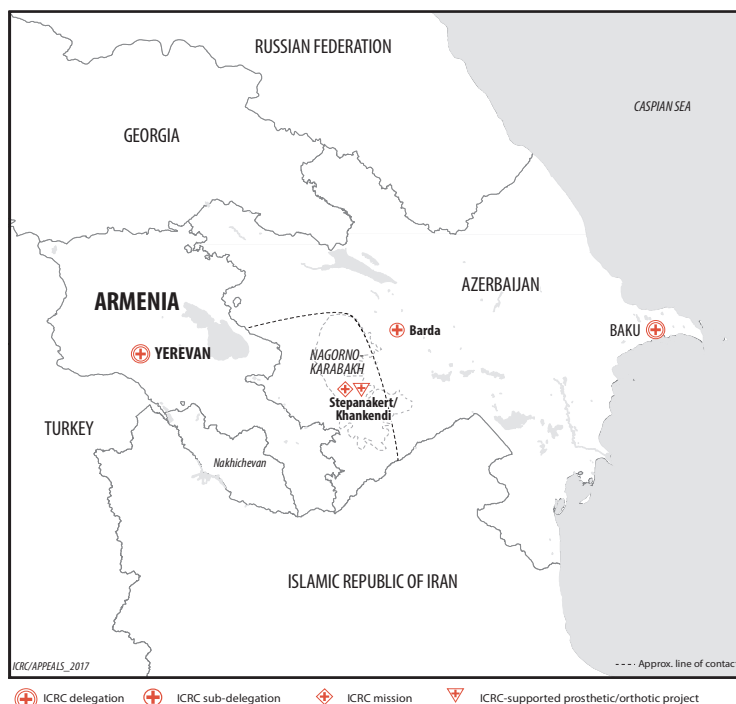 RUSSIAN FEDERATION
CASPIAN SEA
GEORGIA
AZERBAIJAN
ARMENIA
BAKU
Barda
YEREVAN
NAGORNO-
KARABAKH
Stepanakert/
Khankendi
TURKEY
Nakhichevan
ISLAMIC REPUBLIC OF IRAN
ICRC/APPEALS_2017
Approx. line of contact
ICRC delegation
ICRC sub-delegation
ICRC mission
ICRC-supported prosthetic/orthotic project